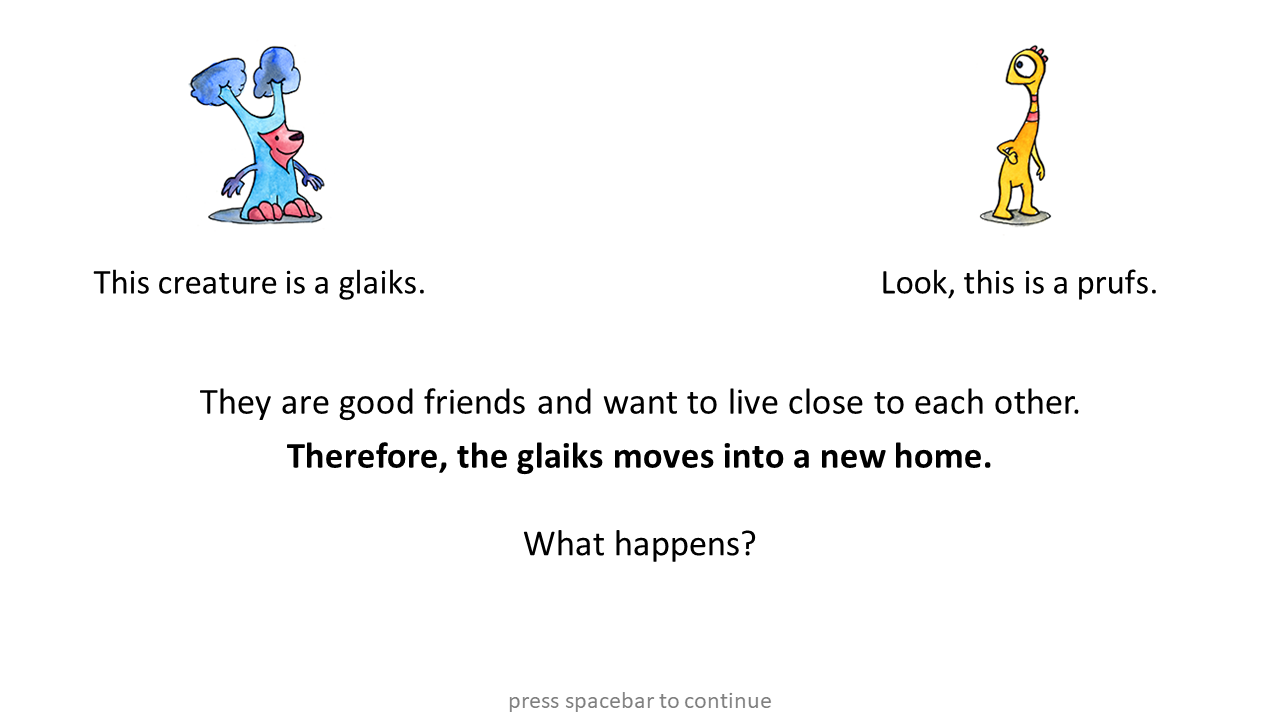 This creature is a glaiks.
Look, this is a prufs.
They are good friends and want to live close to each other.
Therefore, the glaiks moves into a new home.
What happens?
press spacebar to continue